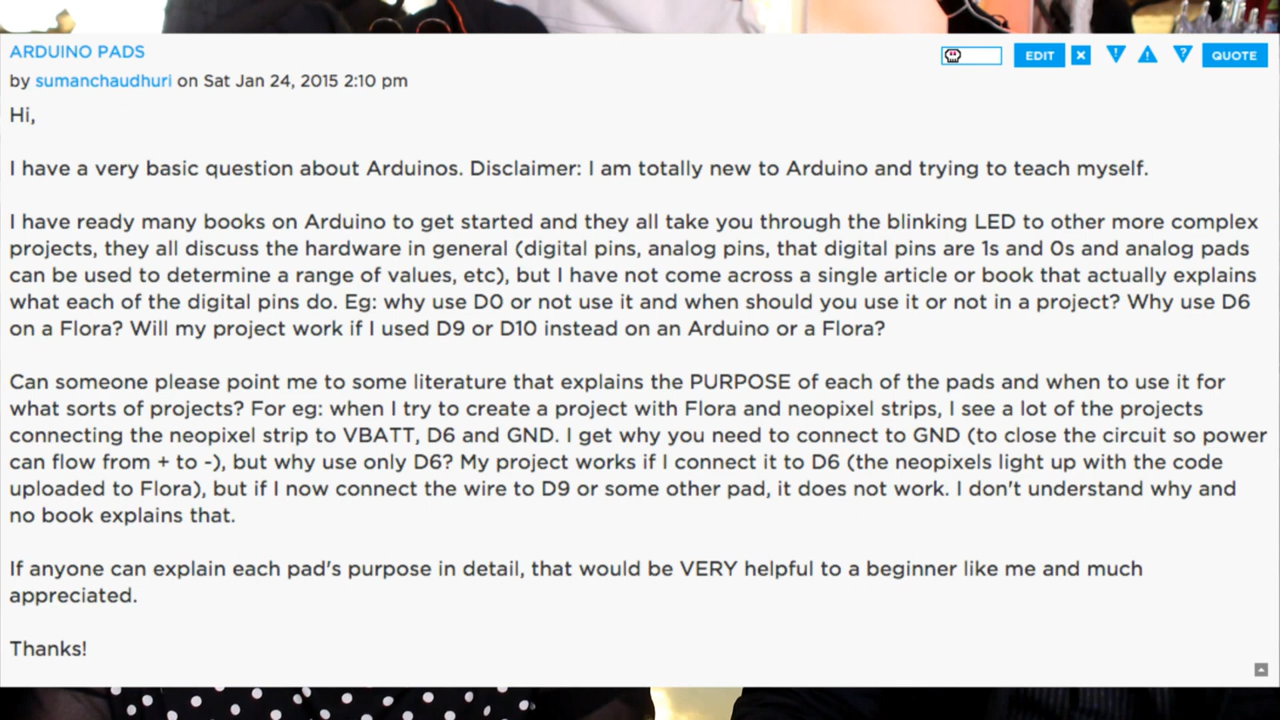 ARDUINO PADS
EDIT
QUOTE
by sumanchaudhuri on Sat Jan 24, 2015 2:10 pm
Hi,
I have a very basic question about Arduinos. Disclaimer: I am totally new to Arduino and trying to teach myself.
I have ready many books on Arduino to get started and they all take you through the blinking LED to other more complex
projects, they all discuss the hardware in general (digital pins, analog pins, that digital pins are 1s and 0s and analog pads
can be used to determine a range of values, etc), but I have not come across a single article or book that actually explains
what each of the digital pins do. Eg: why use D0 or not use it and when should you use it or not in a project? Why use D6
on a Flora? Will my project work if I used D9 or D10 instead on an Arduino or a Flora?
Can someone please point me to some literature that explains the PURPOSE of each of the pads and when to use it for
what sorts of projects? For eg: when I try to create a project with Flora and neopixel strips, I see a lot of the projects
connecting the neopixel strip to VBATT, D6 and GND. I get why you need to connect to GND (to close the circuit so power
can flow from + to -), but why use only D6? My project works if I connect it to D6 (the neopixels light up with the code
uploaded to Flora), but if I now connect the wire to D9 or some other pad, it does not work. I don't understand why and
no book explains that.
If anyone can explain each pad's purpose in detail, that would be VERY helpful to a beginner like me and much
appreciated.
Thanks!